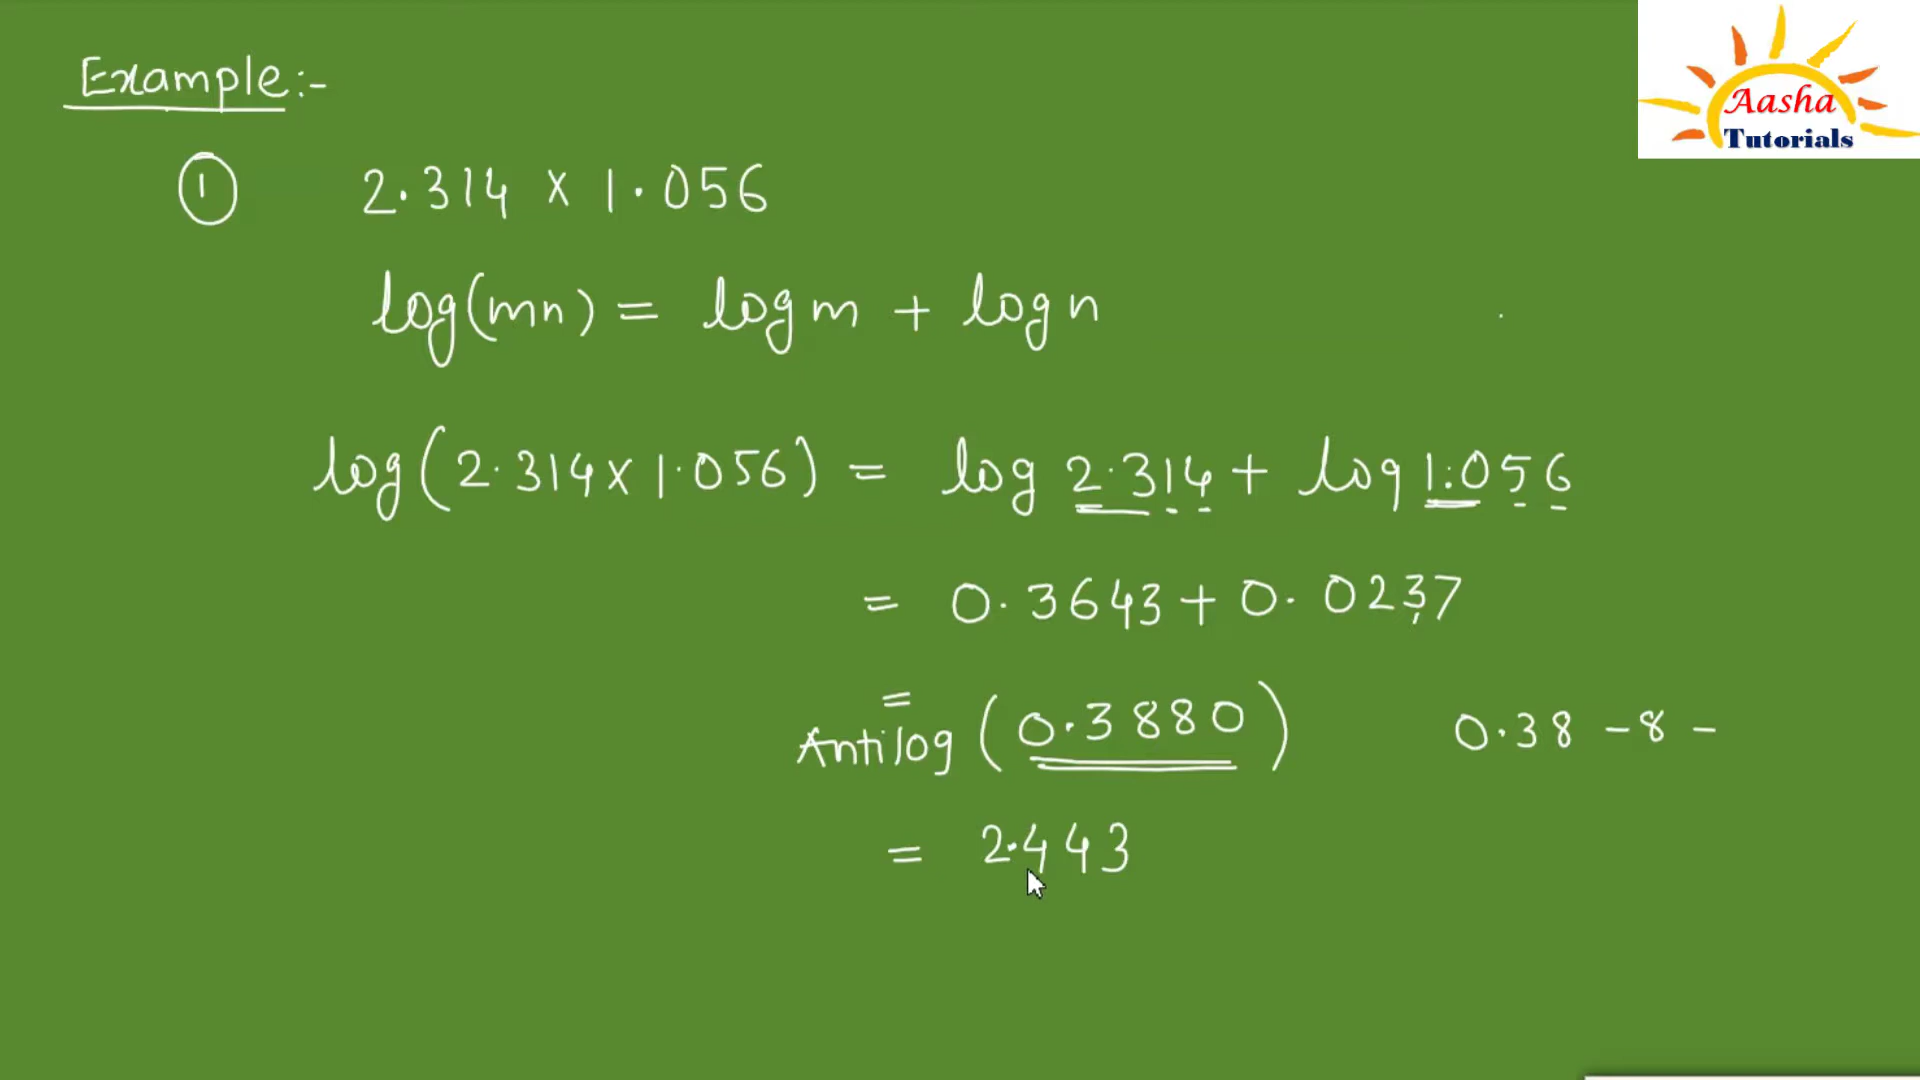 Example:-
Aasha
Tutorials
① 2.314 x 1.056
log(mn) = log m + log n
log(2.314 x 1.056) = log 2.314 + log 1.056
= 0.3643 + 0.0237
=
Antilog (0.3880) 0.38 -8 -
= 2.443